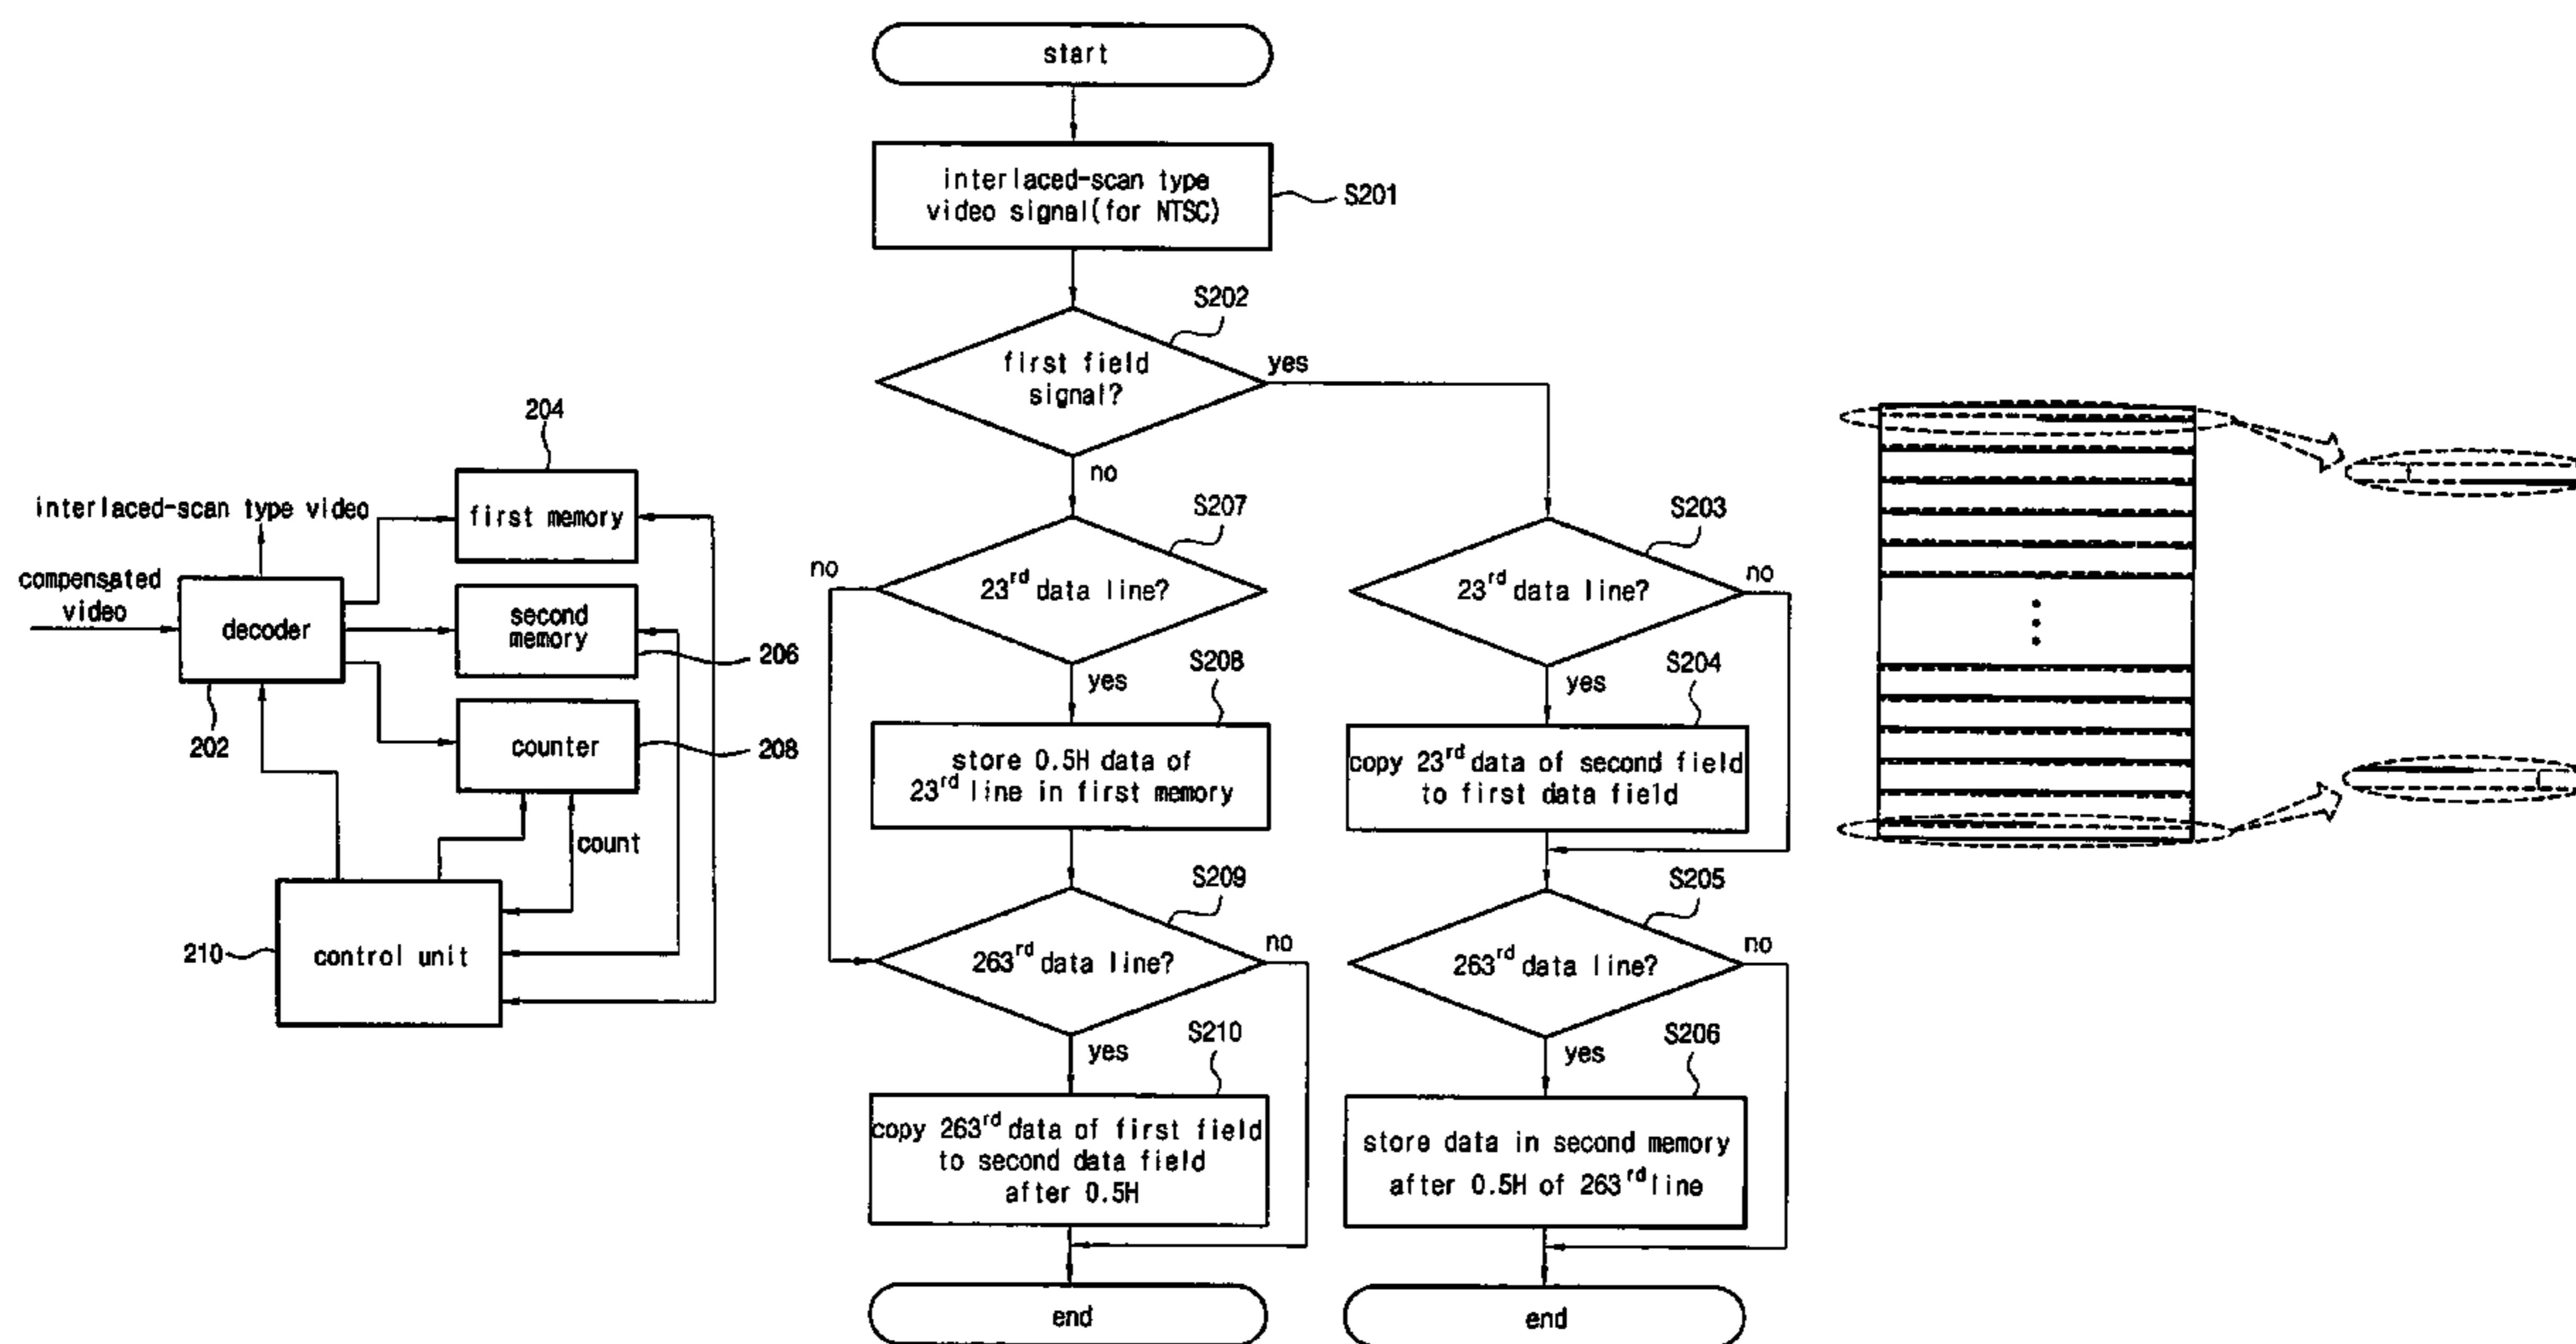 204
interlaced-scan type video
first memory
compensated
video
decoder
second
memory
206
202
counter
208
count
210
control unit
start
interlaced-scan type
video signal(for NTSC)
S201
S202
first field
signal?
yes
no
S207
no
23rd data line?
yes
S208
store 0.5H data of
23rd line in first memory
S209
263rd data line?
no
yes
S210
copy 263rd data of first field
to second data field
after 0.5H
end
S203
23rd data line?
no
yes
S204
copy 23rd data of second field
to first data field
S205
263rd data line?
no
yes
S206
store data in second memory
after 0.5H of 263rd line
end